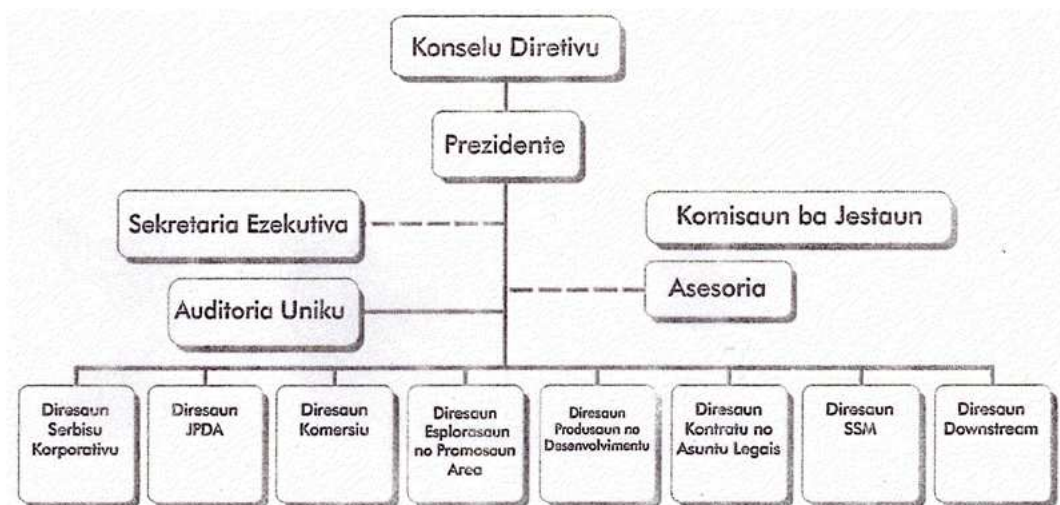 Konselu Diretivu
Prezidente
Sekretaria Ezekutiva
Komisaun ba Jestaun
Asesoria
Auditoria Uniku
Diresaun
Serbisu
Korporativu
Diresaun
JPDA
Diresaun
Komersiu
Diresaun
Esplorasaun
no Promosaun
Area
Diresaun
Produsaun no
Desenvolvimentu
Diresaun
Kontratu no
Asuntu Legais
Diresaun
SSM
Diresaun
Downstream